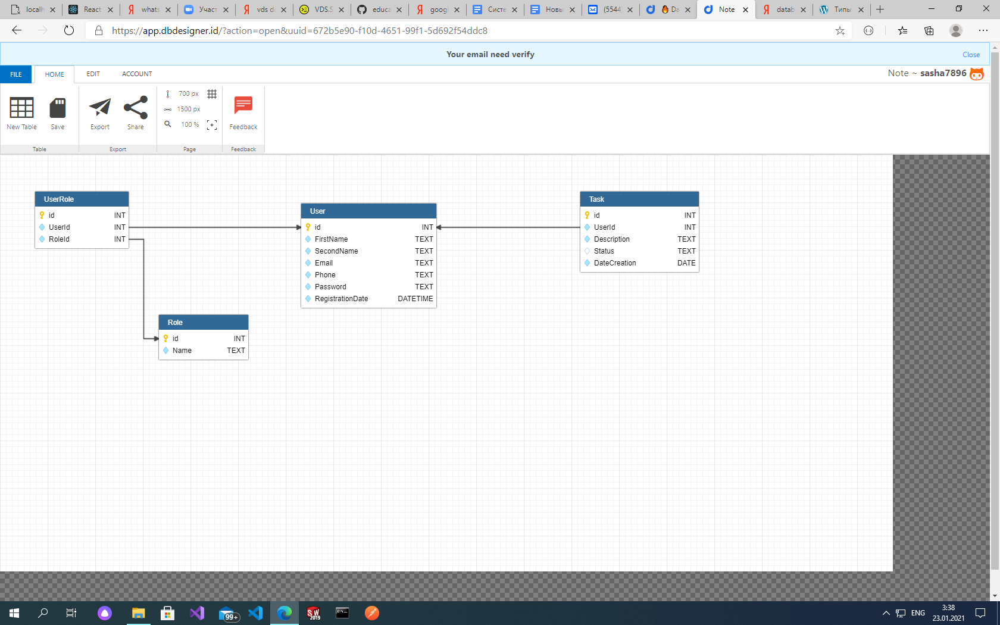 localh
React
whats
Участ
vds d
VDS.S
educa
googl
Систе
Новы
(5544
Da
Note
datab
Типы
https://app.dbdesigner.id/?action=open&uuid=672b5e90-f10d-4651-99f1-5d692f54ddc8
Your email need verify
Close
FILE
HOME
EDIT
ACCOUNT
Note ~ sasha7896
700 px
1500 px
100 %
New Table
Save
Export
Share
Feedback
Table
Export
Page
Feedback
UserRole
id INT
UserId INT
RoleId INT
User
id INT
FirstName TEXT
SecondName TEXT
Email TEXT
Phone TEXT
Password TEXT
RegistrationDate DATETIME
Task
id INT
UserId INT
Description TEXT
Status TEXT
DateCreation DATE
Role
id INT
Name TEXT
99+
SW
2019
ENG
3:38
23.01.2021